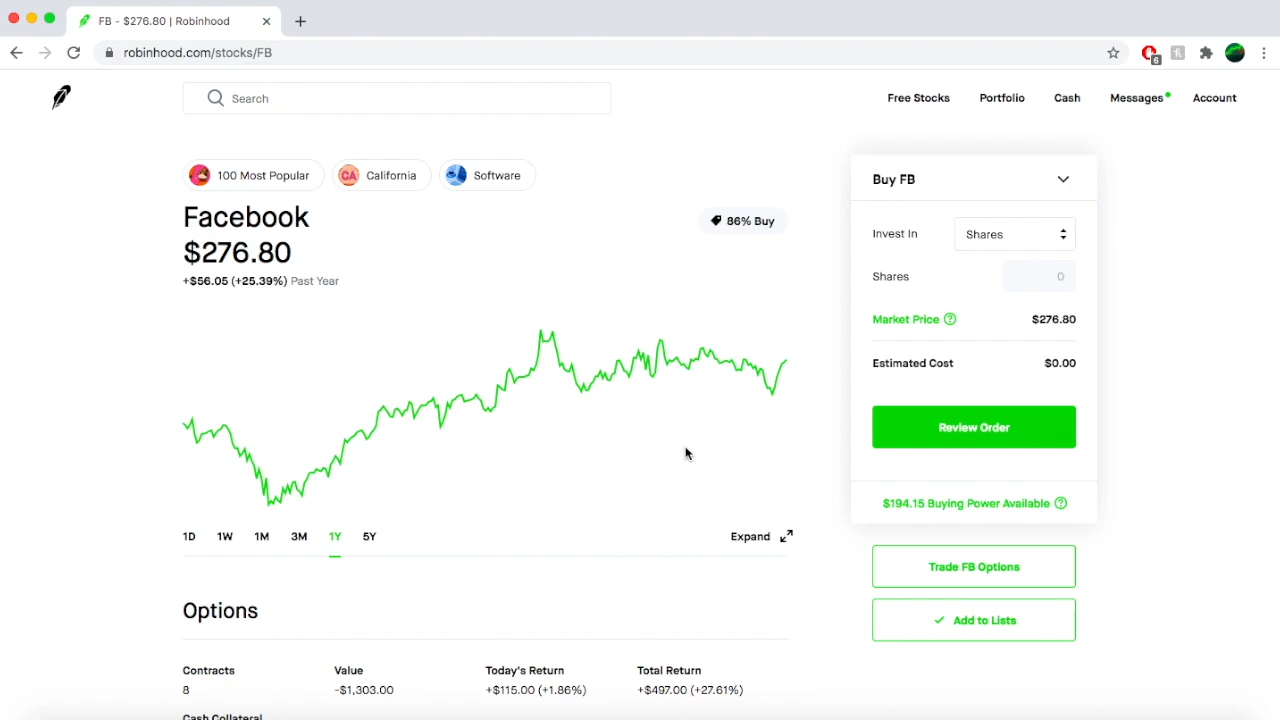 FB - $276.80 | Robinhood
robinhood.com/stocks/FB
6
Search
Free Stocks Portfolio Cash Messages Account
100 Most Popular CA California Software
Facebook
$276.80
86% Buy
+$56.05 (+25.39%) Past Year
1D 1W 1M 3M 1Y 5Y Expand
Buy FB
Invest In Shares
Shares 0
Market Price ? $276.80
Estimated Cost $0.00
Review Order
$194.15 Buying Power Available ?
Trade FB Options
Add to Lists
Options
Contracts Value Today's Return Total Return
8 -$1,303.00 +$115.00 (+1.86%) +$497.00 (+27.61%)
Cash Collateral